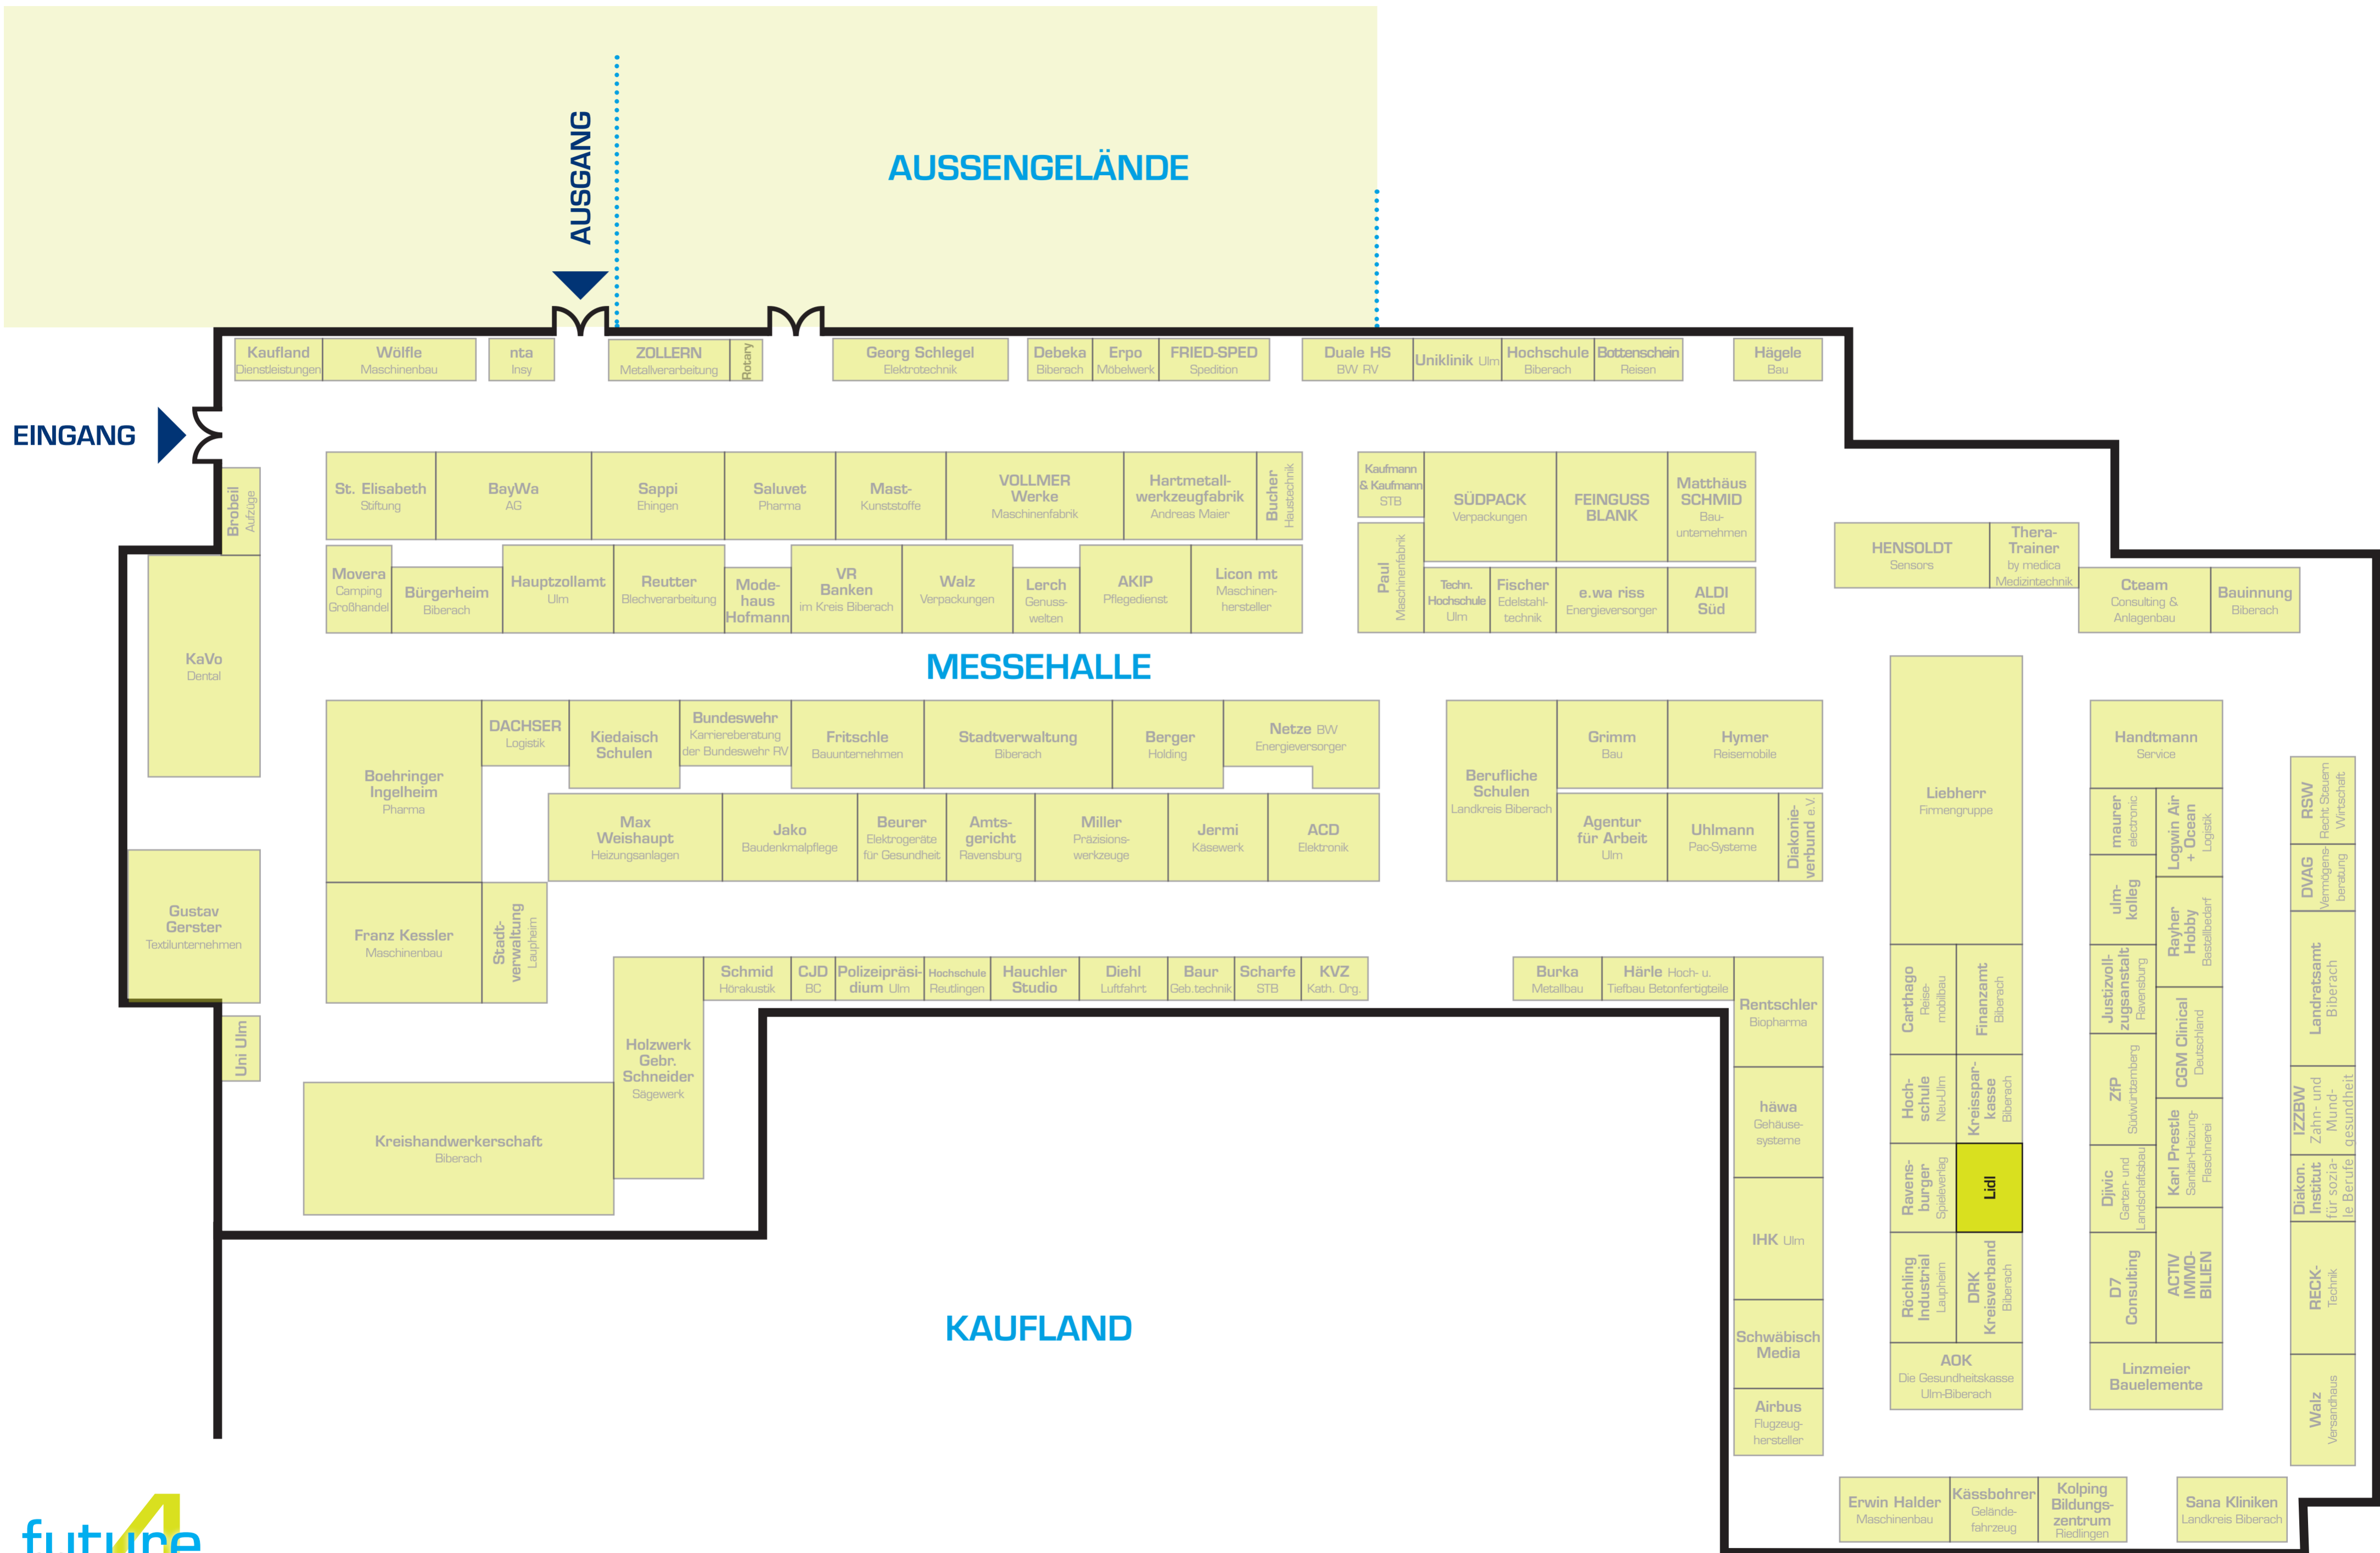 AUSGANG
AUSSENGELÄNDE
EINGANG
Kaufland
Dienstleistungen
Wölfle
Maschinenbau
nta
Insy
ZOLLERN
Metallverarbeitung
Rotary
Georg Schlegel
Elektrotechnik
Debeka
Biberach
Erpo
Möbelwerk
FRIED-SPED
Spedition
Duale HS
BW RV
Uniklinik Ulm
Hochschule
Biberach
Bottenschein
Reisen
Hägele
Bau
Brobeil
Aufzüge
St. Elisabeth
Stiftung
BayWa
AG
Sappi
Ehingen
Saluvet
Pharma
Mast-
Kunststoffe
VOLLMER
Werke
Maschinenfabrik
Hartmetall-
werkzeugfabrik
Andreas Maier
Bucher
Haustechnik
Kaufmann
& Kaufmann
STB
SÜDPACK
Verpackungen
FEINGUSS
BLANK
Matthäus
SCHMID
Bau-
unternehmen
HENSOLDT
Sensors
Thera-
Trainer
by medica
Medizintechnik
Cteam
Consulting &
Anlagenbau
Bauinnung
Biberach
Movera
Camping
Großhandel
Bürgerheim
Biberach
Hauptzollamt
Ulm
Reutter
Blechverarbeitung
Mode-
haus
Hofmann
VR
Banken
im Kreis Biberach
Walz
Verpackungen
Lerch
Genuss-
welten
AKIP
Pflegedienst
Licon mt
Maschinen-
hersteller
Paul
Maschinenfabrik
Techn.
Hochschule
Ulm
Fischer
Edelstahl-
technik
e.wa riss
Energieversorger
ALDI
Süd
KaVo
Dental
MESSEHALLE
Boehringer
Ingelheim
Pharma
DACHSER
Logistik
Kiedaisch
Schulen
Bundeswehr
Karriereberatung
der Bundeswehr RV
Fritschle
Bauunternehmen
Stadtverwaltung
Biberach
Berger
Holding
Netze BW
Energieversorger
Berufliche
Schulen
Landkreis Biberach
Grimm
Bau
Hymer
Reisemobile
Liebherr
Firmengruppe
Handtmann
Service
Max
Weishaupt
Heizungsanlagen
Jako
Baudenkmalpflege
Beurer
Elektrogeräte
für Gesundheit
Amts-
gericht
Ravensburg
Miller
Präzisions-
werkzeuge
Jermi
Käsewerk
ACD
Elektronik
Agentur
für Arbeit
Ulm
Uhlmann
Pac-Systeme
Diakonie-
verbund e.V.
maurer
electronic
Logwin Air
+ Ocean
Logistik
RSW
Recht Steuern
Wirtschaft
DVAG
Vermögens-
beratung
Gustav
Gerster
Textilunternehmen
Franz Kessler
Maschinenbau
Stadt-
verwaltung
Laupheim
ulm-
kolleg
Rayher
Hobby
Bastelbedarf
Landratsamt
Biberach
Holzwerk
Gebr.
Schneider
Sägewerk
Schmid
Hörakustik
CJD
BC
Polizeipräsi-
dium Ulm
Hochschule
Reutlingen
Hauchler
Studio
Diehl
Luftfahrt
Baur
Geb.technik
Scharfe
STB
KVZ
Kath. Org.
Burka
Metallbau
Härle Hoch- u.
Tiefbau Betonfertigteile
Rentschler
Biopharma
Carthago
Reise-
mobilbau
Finanzamt
Biberach
Justizvoll-
zugsanstalt
Ravensburg
CGM Clinical
Deutschland
Uni Ulm
Kreishandwerkerschaft
Biberach
häwa
Gehäuse-
systeme
Hoch-
schule
Neu-Ulm
Kreisspar-
kasse
Biberach
ZfP
Südwürttemberg
Karl Prestle
Sanitär-Heizung-
Flaschnerei
IZZBW
Zahn- und
Mund-
gesundheit
IHK Ulm
Ravens-
burger
Spieleverlag
Lidl
Djivic
Garten- und
Landschaftsbau
Diakon.
Institut
für sozia-
le Berufe
Röchling
Industrial
Laupheim
DRK
Kreisverband
Biberach
D7
Consulting
ACTIV
IMMO-
BILIEN
RECK-
Technik
KAUFLAND
Schwäbisch
Media
AOK
Die Gesundheitskasse
Ulm-Biberach
Linzmeier
Bauelemente
Walz
Versandhaus
Airbus
Flugzeug-
hersteller
Erwin Halder
Maschinenbau
Kässbohrer
Gelände-
fahrzeug
Kolping
Bildungs-
zentrum
Riedlingen
Sana Kliniken
Landkreis Biberach
future
4